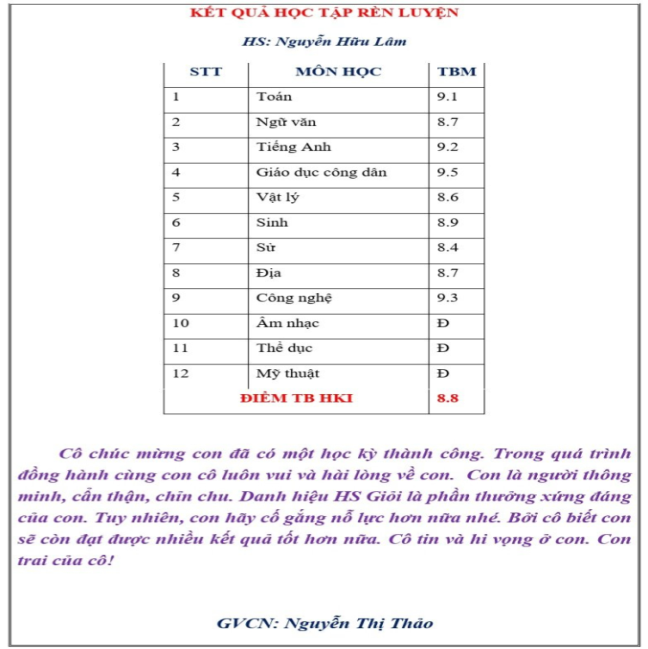 KẾT QUẢ HỌC TẬP RÈN LUYỆN
HS: Nguyễn Hữu Lâm
STT MÔN HỌC TBM
1 Toán 9.1
2 Ngữ văn 8.7
3 Tiếng Anh 9.2
4 Giáo dục công dân 9.5
5 Vật lý 8.6
6 Sinh 8.9
7 Sử 8.4
8 Địa 8.7
9 Công nghệ 9.3
10 Âm nhạc Đ
11 Thể dục Đ
12 Mỹ thuật Đ
ĐIỂM TB HKI 8.8
Cô chúc mừng con đã có một học kỳ thành công. Trong quá trình
đồng hành cùng con cô luôn vui và hài lòng về con. Con là người thông
minh, cẩn thận, chỉn chu. Danh hiệu HS Giỏi là phần thưởng xứng đáng
của con. Tuy nhiên, con hãy cố gắng nỗ lực hơn nữa nhé. Bởi cô biết con
sẽ còn đạt được nhiều kết quả tốt hơn nữa. Cô tin và hi vọng ở con. Con
trai của cô!
GVCN: Nguyễn Thị Thảo